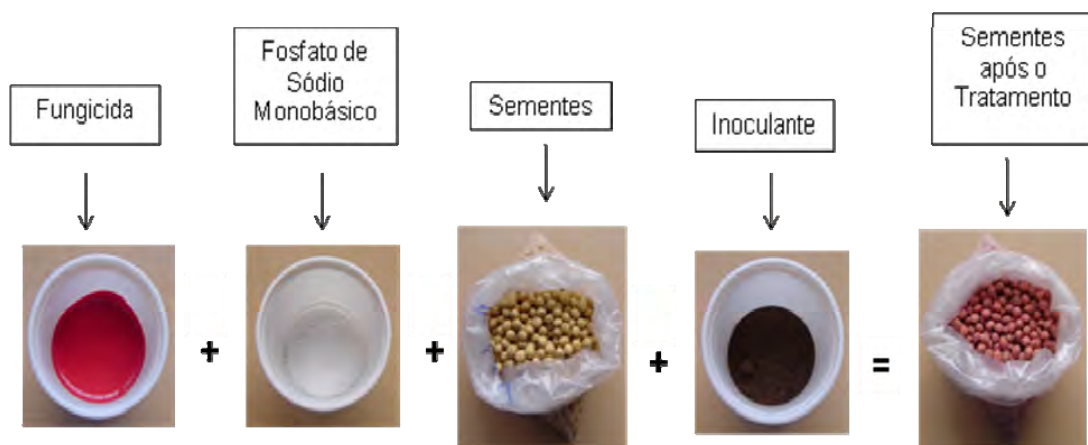 Fungicida
Fosfato de
Sódio
Monobásico
Sementes
Inoculante
Sementes
após o
Tratamento
+
+
+
=